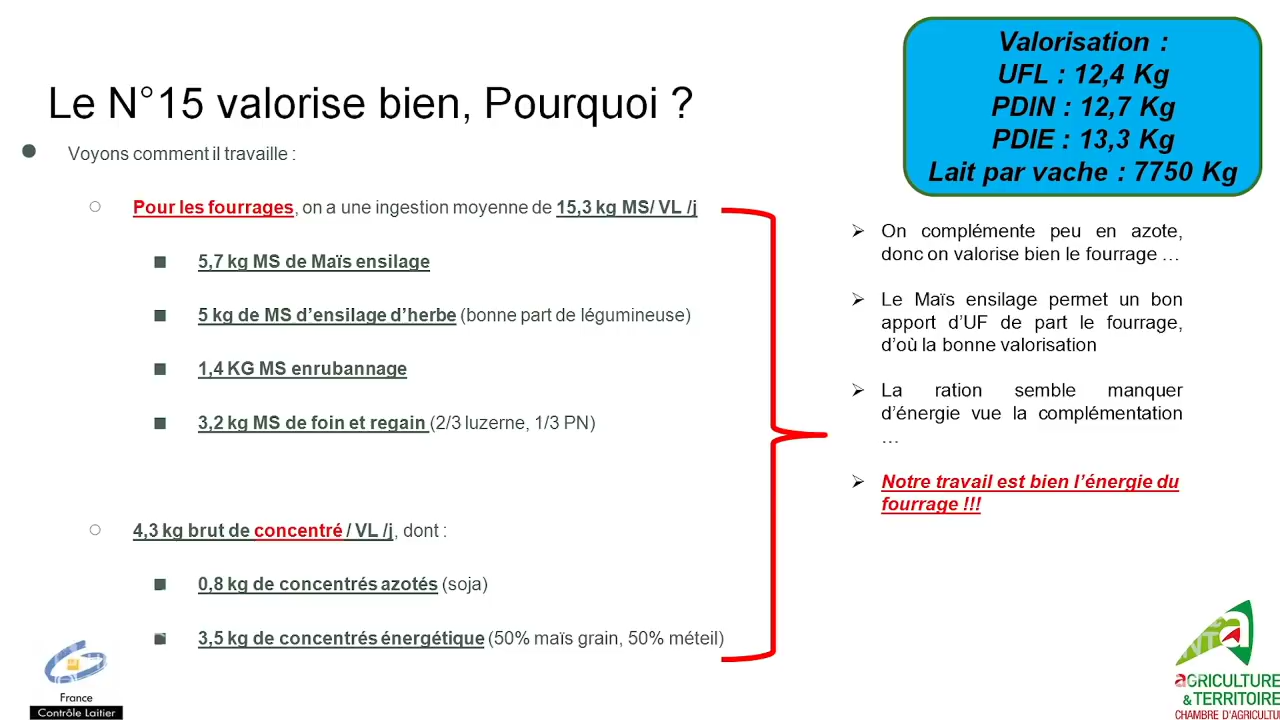 Valorisation :
UFL : 12,4 Kg
PDIN : 12,7 Kg
PDIE : 13,3 Kg
Lait par vache : 7750 Kg
Le N°15 valorise bien, Pourquoi ?
Voyons comment il travaille :
Pour les fourrages, on a une ingestion moyenne de 15,3 kg MS/ VL /j
5,7 kg MS de Maïs ensilage
5 kg de MS d’ensilage d’herbe (bonne part de légumineuse)
1,4 KG MS enrubannage
3,2 kg MS de foin et regain (2/3 luzerne, 1/3 PN)
4,3 kg brut de concentré / VL /j, dont :
0,8 kg de concentrés azotés (soja)
3,5 kg de concentrés énergétique (50% maïs grain, 50% méteil)
On complémente peu en azote,
donc on valorise bien le fourrage …
Le Maïs ensilage permet un bon
apport d’UF de part le fourrage,
d’où la bonne valorisation
La ration semble manquer
d’énergie vue la complémentation
…
Notre travail est bien l’énergie du
fourrage !!!
France
Contrôle Laitier
AGRICULTURE
& TERRITOIRE
CHAMBRE D'AGRICULTU